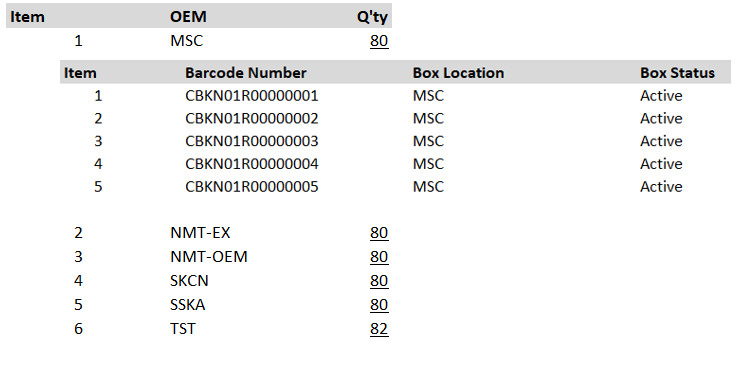 Item OEM Q'ty
1 MSC 80
Item Barcode Number Box Location Box Status
1 CBKN01R00000001 MSC Active
2 CBKN01R00000002 MSC Active
3 CBKN01R00000003 MSC Active
4 CBKN01R00000004 MSC Active
5 CBKN01R00000005 MSC Active
2 NMT-EX 80
3 NMT-OEM 80
4 SKCN 80
5 SSKA 80
6 TST 82